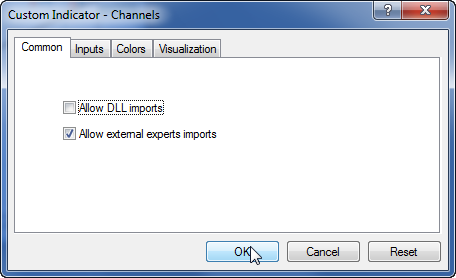 Custom Indicator - Channels
Common Inputs Colors Visualization
Allow DLL imports
Allow external experts imports
OK Cancel Reset